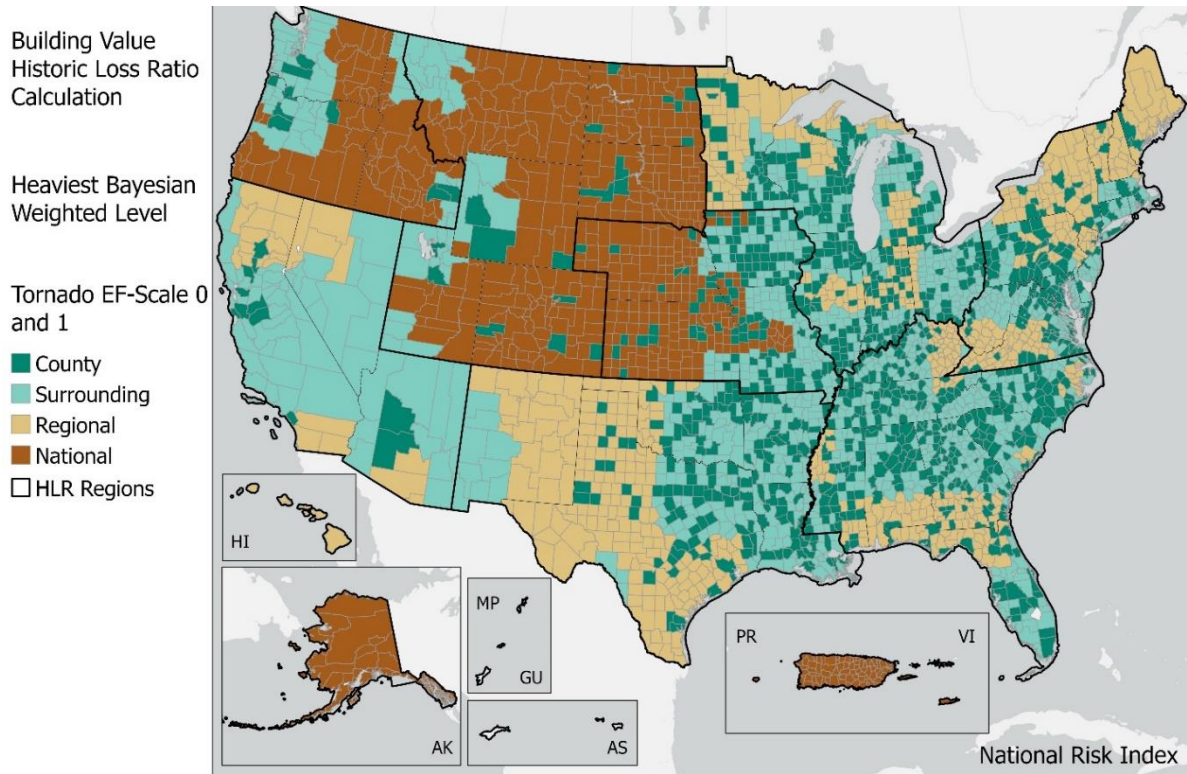 Building Value
Historic Loss Ratio
Calculation
Heaviest Bayesian
Weighted Level
Tornado EF-Scale 0
and 1
County
Surrounding
Regional
National
HLR Regions
HI
AK
MP
GU
AS
PR
VI
National Risk Index